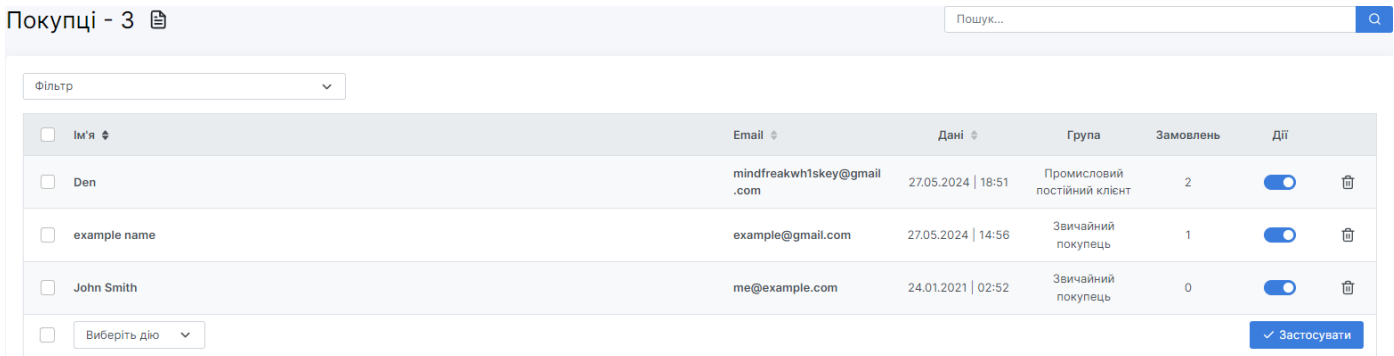 Покупці - 3
Пошук...
Фільтр
Ім'я Email Дані Група Замовлень Дії
Den mindfreakwh1skey@gmail
.com 27.05.2024 | 18:51 Промисловий
постійний клієнт 2
example name example@gmail.com 27.05.2024 | 14:56 Звичайний
покупець 1
John Smith me@example.com 24.01.2021 | 02:52 Звичайний
покупець 0
Виберіть дію Застосувати